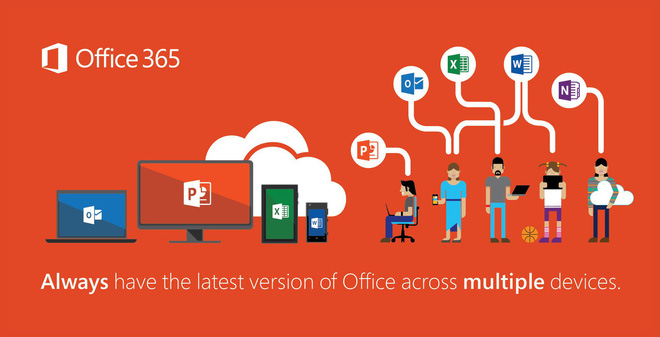 Office 365
O
X
W
N
P
O
P
X
W
Always have the latest version of Office across multiple devices.